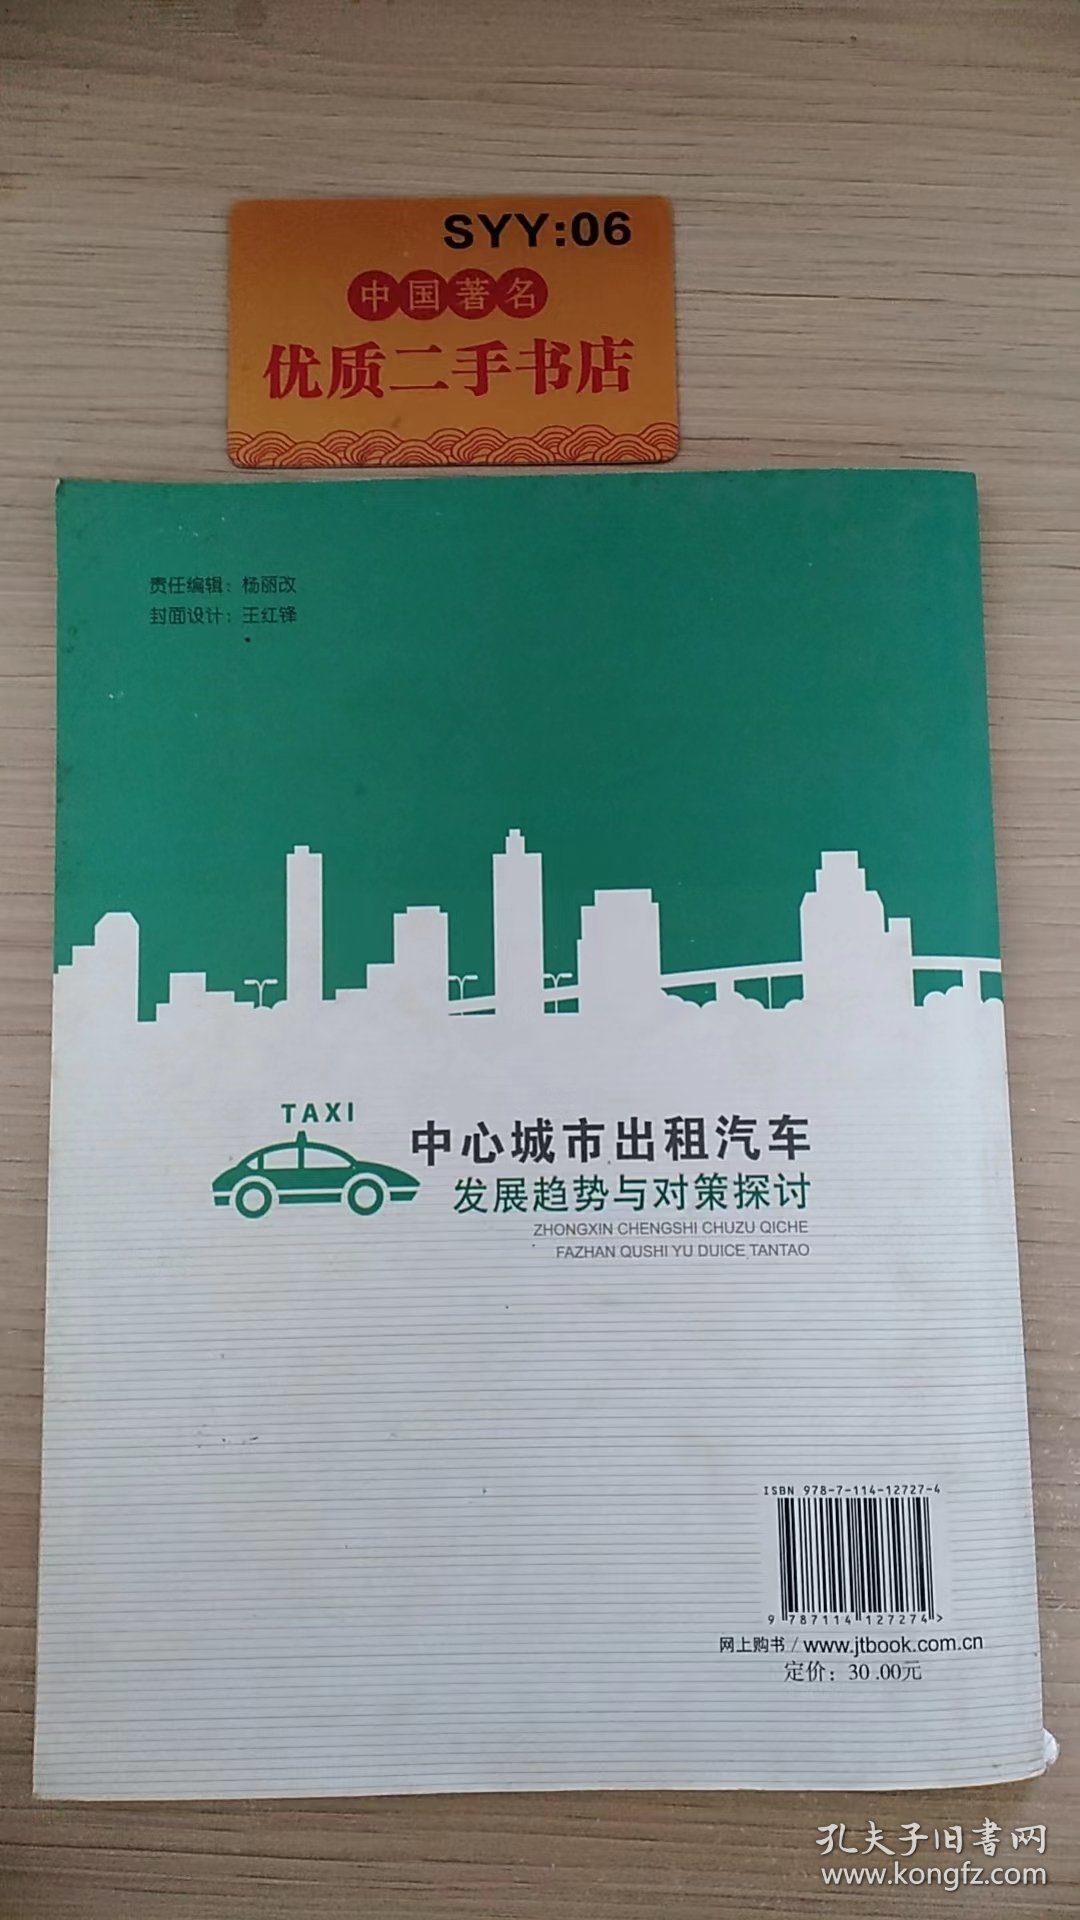 SYY:06
中国著名
优质二手书店
责任编辑：杨丽改
封面设计：王红锋
TAXI
中心城市出租汽车
发展趋势与对策探讨
ZHONGXIN CHENGSHI CHUZU QICHE
FAZHAN QUSHI YU DUICE TANTAO
ISBN 978-7-114-12727-4
9 787114 127274>
网上购书 / www.jtbook.com.cn
定价：30.00元
孔夫子旧書网
www.kongfz.com